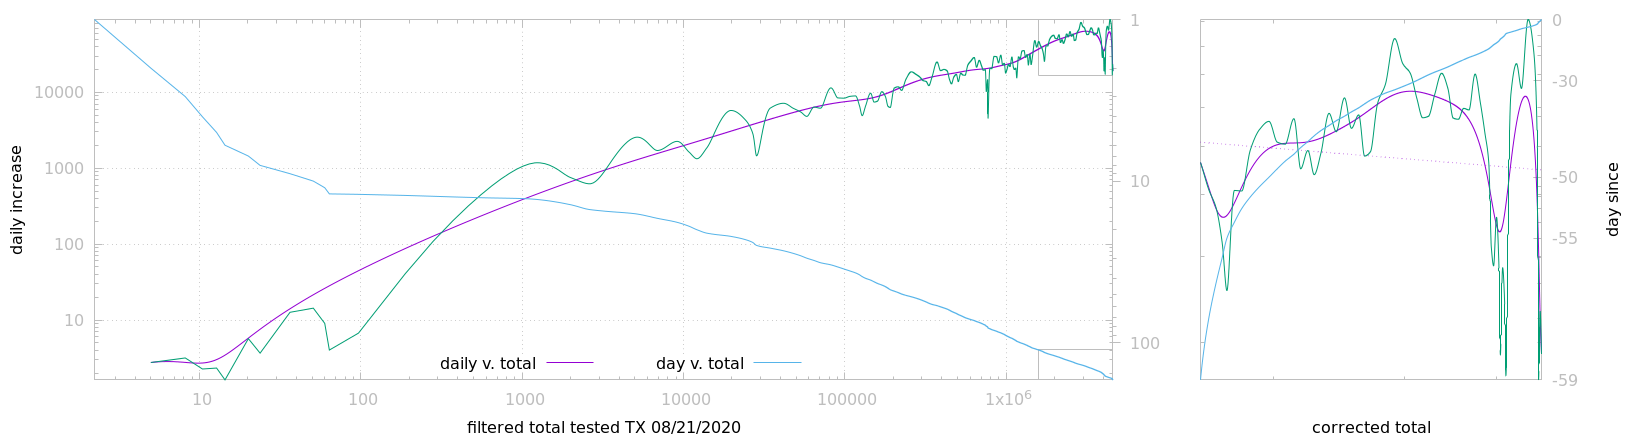 daily increase
10000
1000
100
10
10
100
1000
10000
100000
1x10^6
daily v. total
day v. total
1
10
100
filtered total tested TX 08/21/2020
0
-30
-50
-55
-59
day since
corrected total